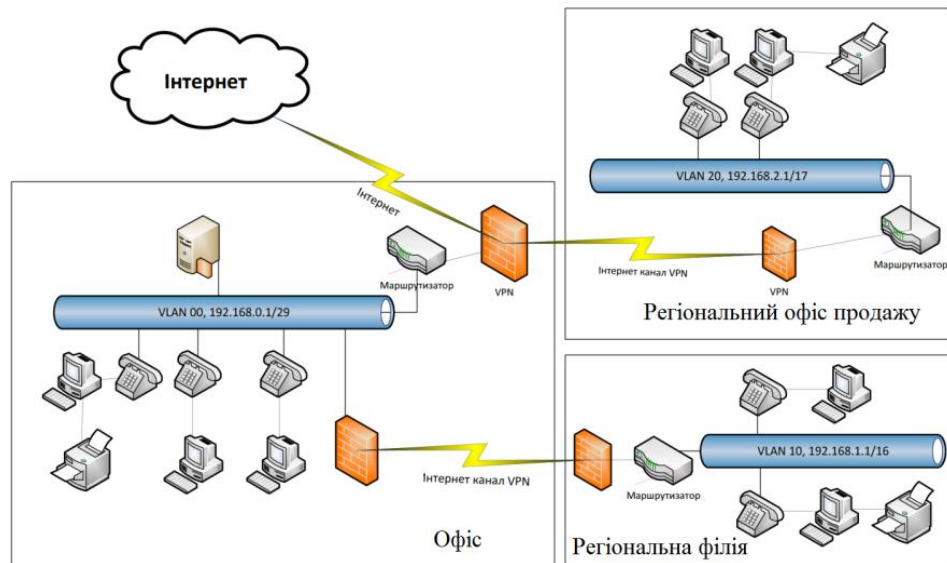 Інтернет
Інтернет
Маршрутизатор
VPN
VLAN 00, 192.168.0.1/29
Інтернет канал VPN
Офіс
VLAN 20, 192.168.2.1/17
Інтернет канал VPN
VPN
Маршрутизатор
Регіональний офіс продажу
VLAN 10, 192.168.1.1/16
Маршрутизатор
Регіональна філія